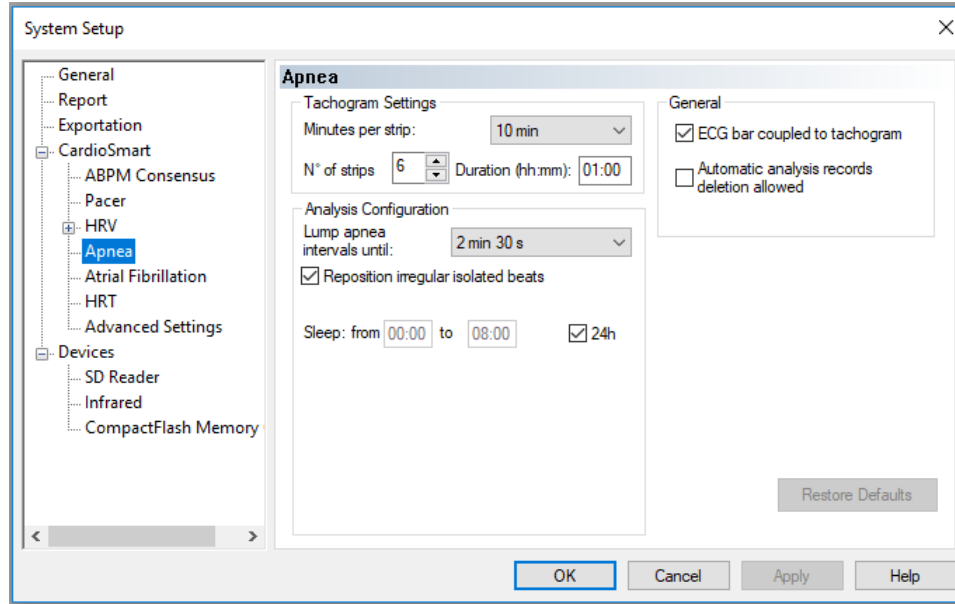 System Setup
General
Report
Exportation
CardioSmart
ABPM Consensus
Pacer
HRV
Apnea
Atrial Fibrillation
HRT
Advanced Settings
Devices
SD Reader
Infrared
CompactFlash Memory
Apnea
Tachogram Settings
Minutes per strip: 10 min
N° of strips 6 Duration (hh:mm): 01:00
Analysis Configuration
Lump apnea
intervals until: 2 min 30 s
Reposition irregular isolated beats
Sleep: from 00:00 to 08:00 24h
General
ECG bar coupled to tachogram
Automatic analysis records
deletion allowed
Restore Defaults
OK Cancel Apply Help